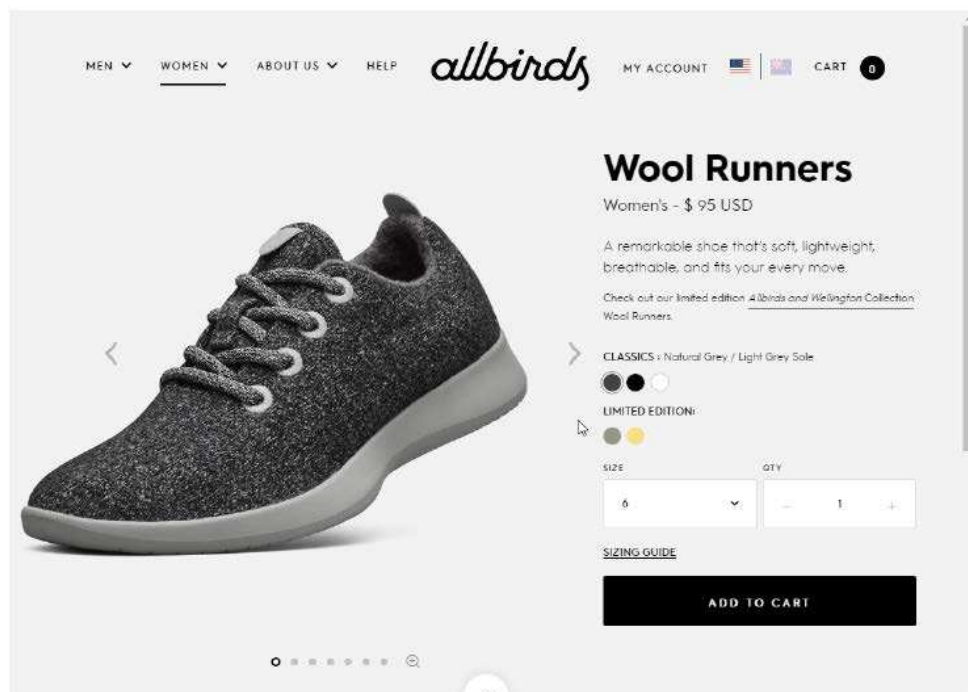 MEN
WOMEN
ABOUT US
HELP
allbirds
MY ACCOUNT
CART
0
Wool Runners
Women's - $ 95 USD
A remarkable shoe that's soft, lightweight,
breathable, and fits your every move.
Check out our limited edition Allbirds and Wellington Collection
Wool Runners.
CLASSICS : Natural Grey / Light Grey Sole
LIMITED EDITION:
SIZE
QTY
6
1
SIZING GUIDE
ADD TO CART